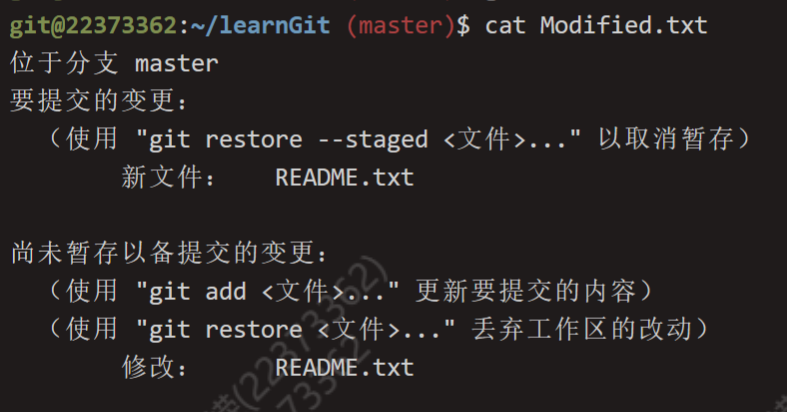 git@22373362:~/learnGit (master)$ cat Modified.txt
位于分支 master
要提交的变更：
（使用 "git restore --staged <文件>..." 以取消暂存）
新文件： README.txt
尚未暂存以备提交的变更：
（使用 "git add <文件>..." 更新要提交的内容）
（使用 "git restore <文件>..." 丢弃工作区的改动）
修改： README.txt
(22373362)
73362